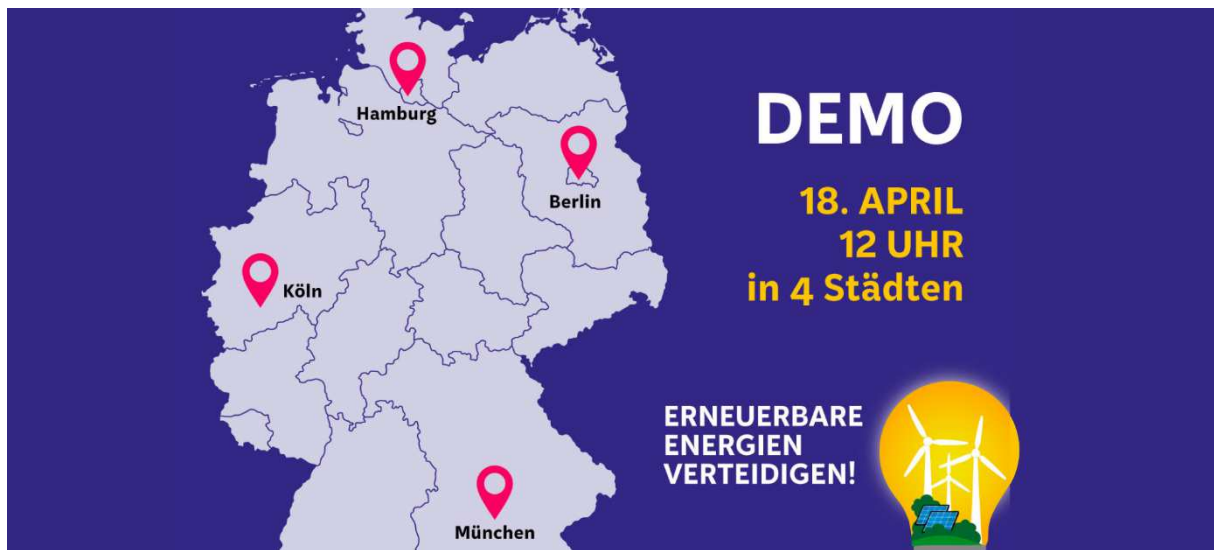 Hamburg
Berlin
Köln
München
DEMO
18. APRIL
12 UHR
in 4 Städten
ERNEUERBARE
ENERGIEN
VERTEIDIGEN!